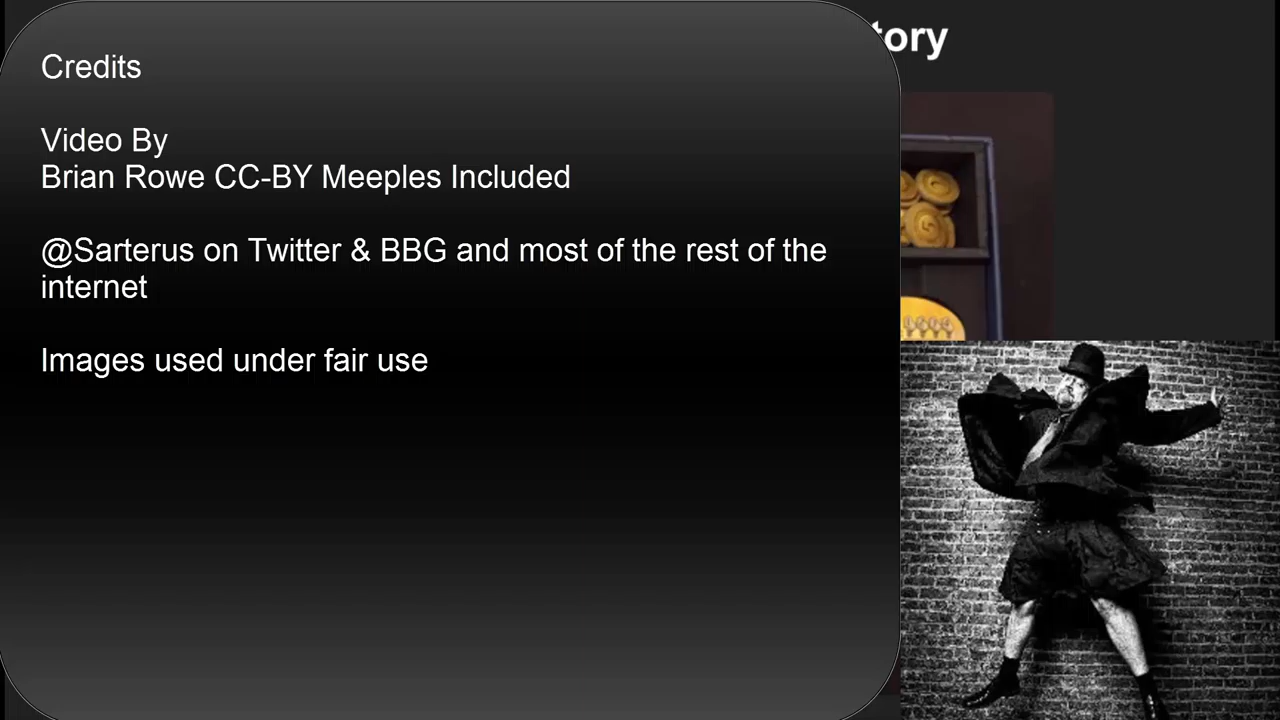 tory
Credits
Video By
Brian Rowe CC-BY Meeples Included
@Sarterus on Twitter & BBG and most of the rest of the
internet
Images used under fair use